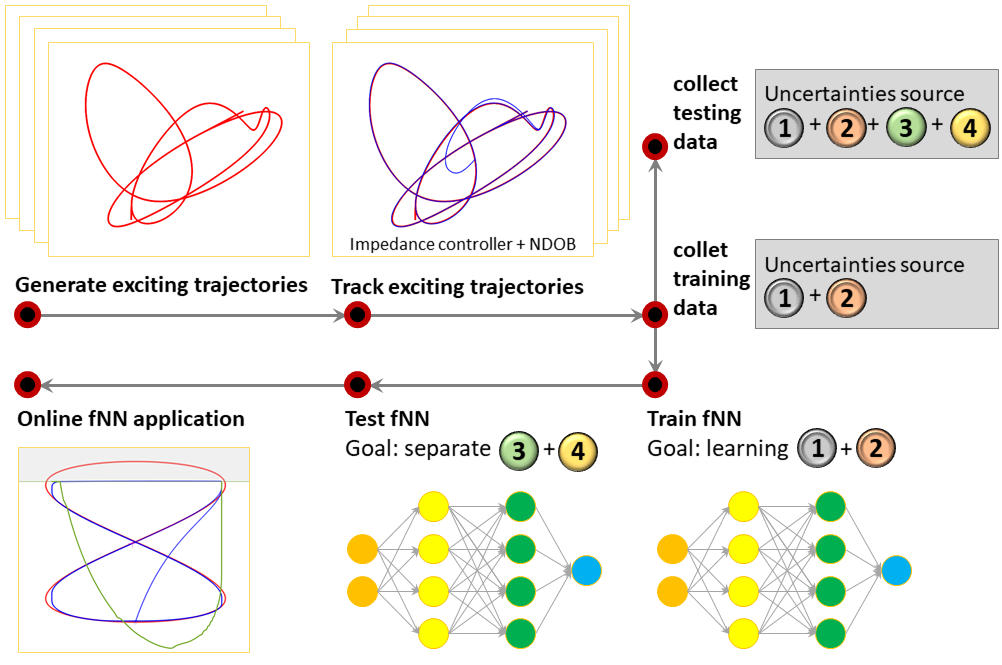 Impedance controller + NDOB
Generate exciting trajectories
Track exciting trajectories
collect
testing
data
Uncertainties source
1 + 2 + 3 + 4
collet
training
data
Uncertainties source
1 + 2
Online fNN application
Test fNN
Goal: separate 3 + 4
Train fNN
Goal: learning 1 + 2